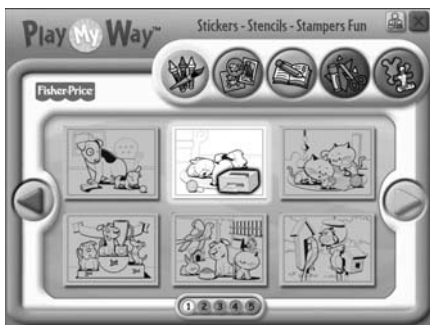 Play My Way™
Stickers - Stencils - Stampers Fun
Fisher-Price
1 2 3 4 5